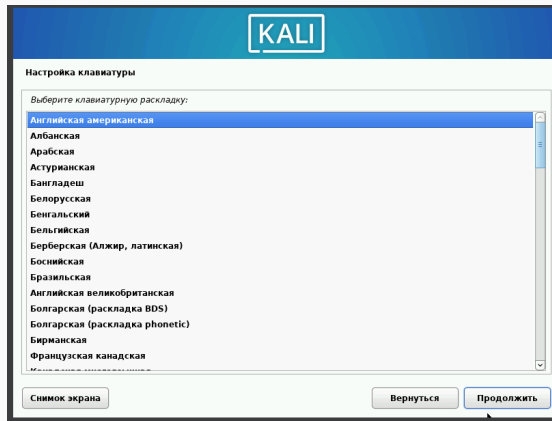 KALI
Настройка клавиатуры
Выберите клавиатурную раскладку:
Английская американская
Албанская
Арабская
Астурианская
Бангладеш
Белорусская
Бенгальский
Бельгийская
Берберская (Алжир, латинская)
Боснийская
Бразильская
Английская великобританская
Болгарская (раскладка BDS)
Болгарская (раскладка phonetic)
Бирманская
Французская канадская
Снимок экрана
Вернуться
Продолжить